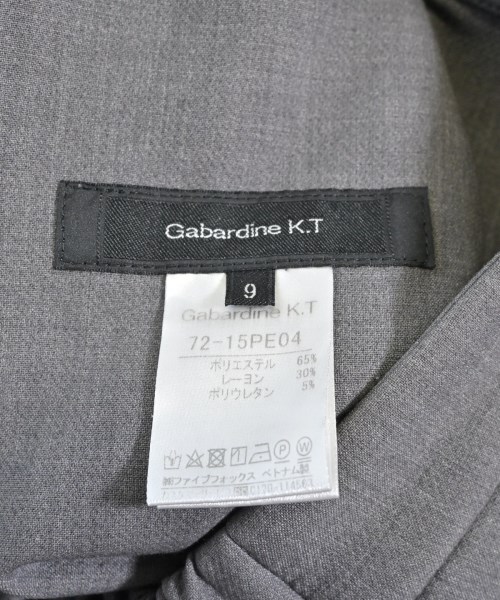 Gabardine K.T
9
Gabardine K.T
72-15PE04
ポリエステル 65%
レーヨン 30%
ポリウレタン 5%
㈱ファイブフォックス ベトナム製